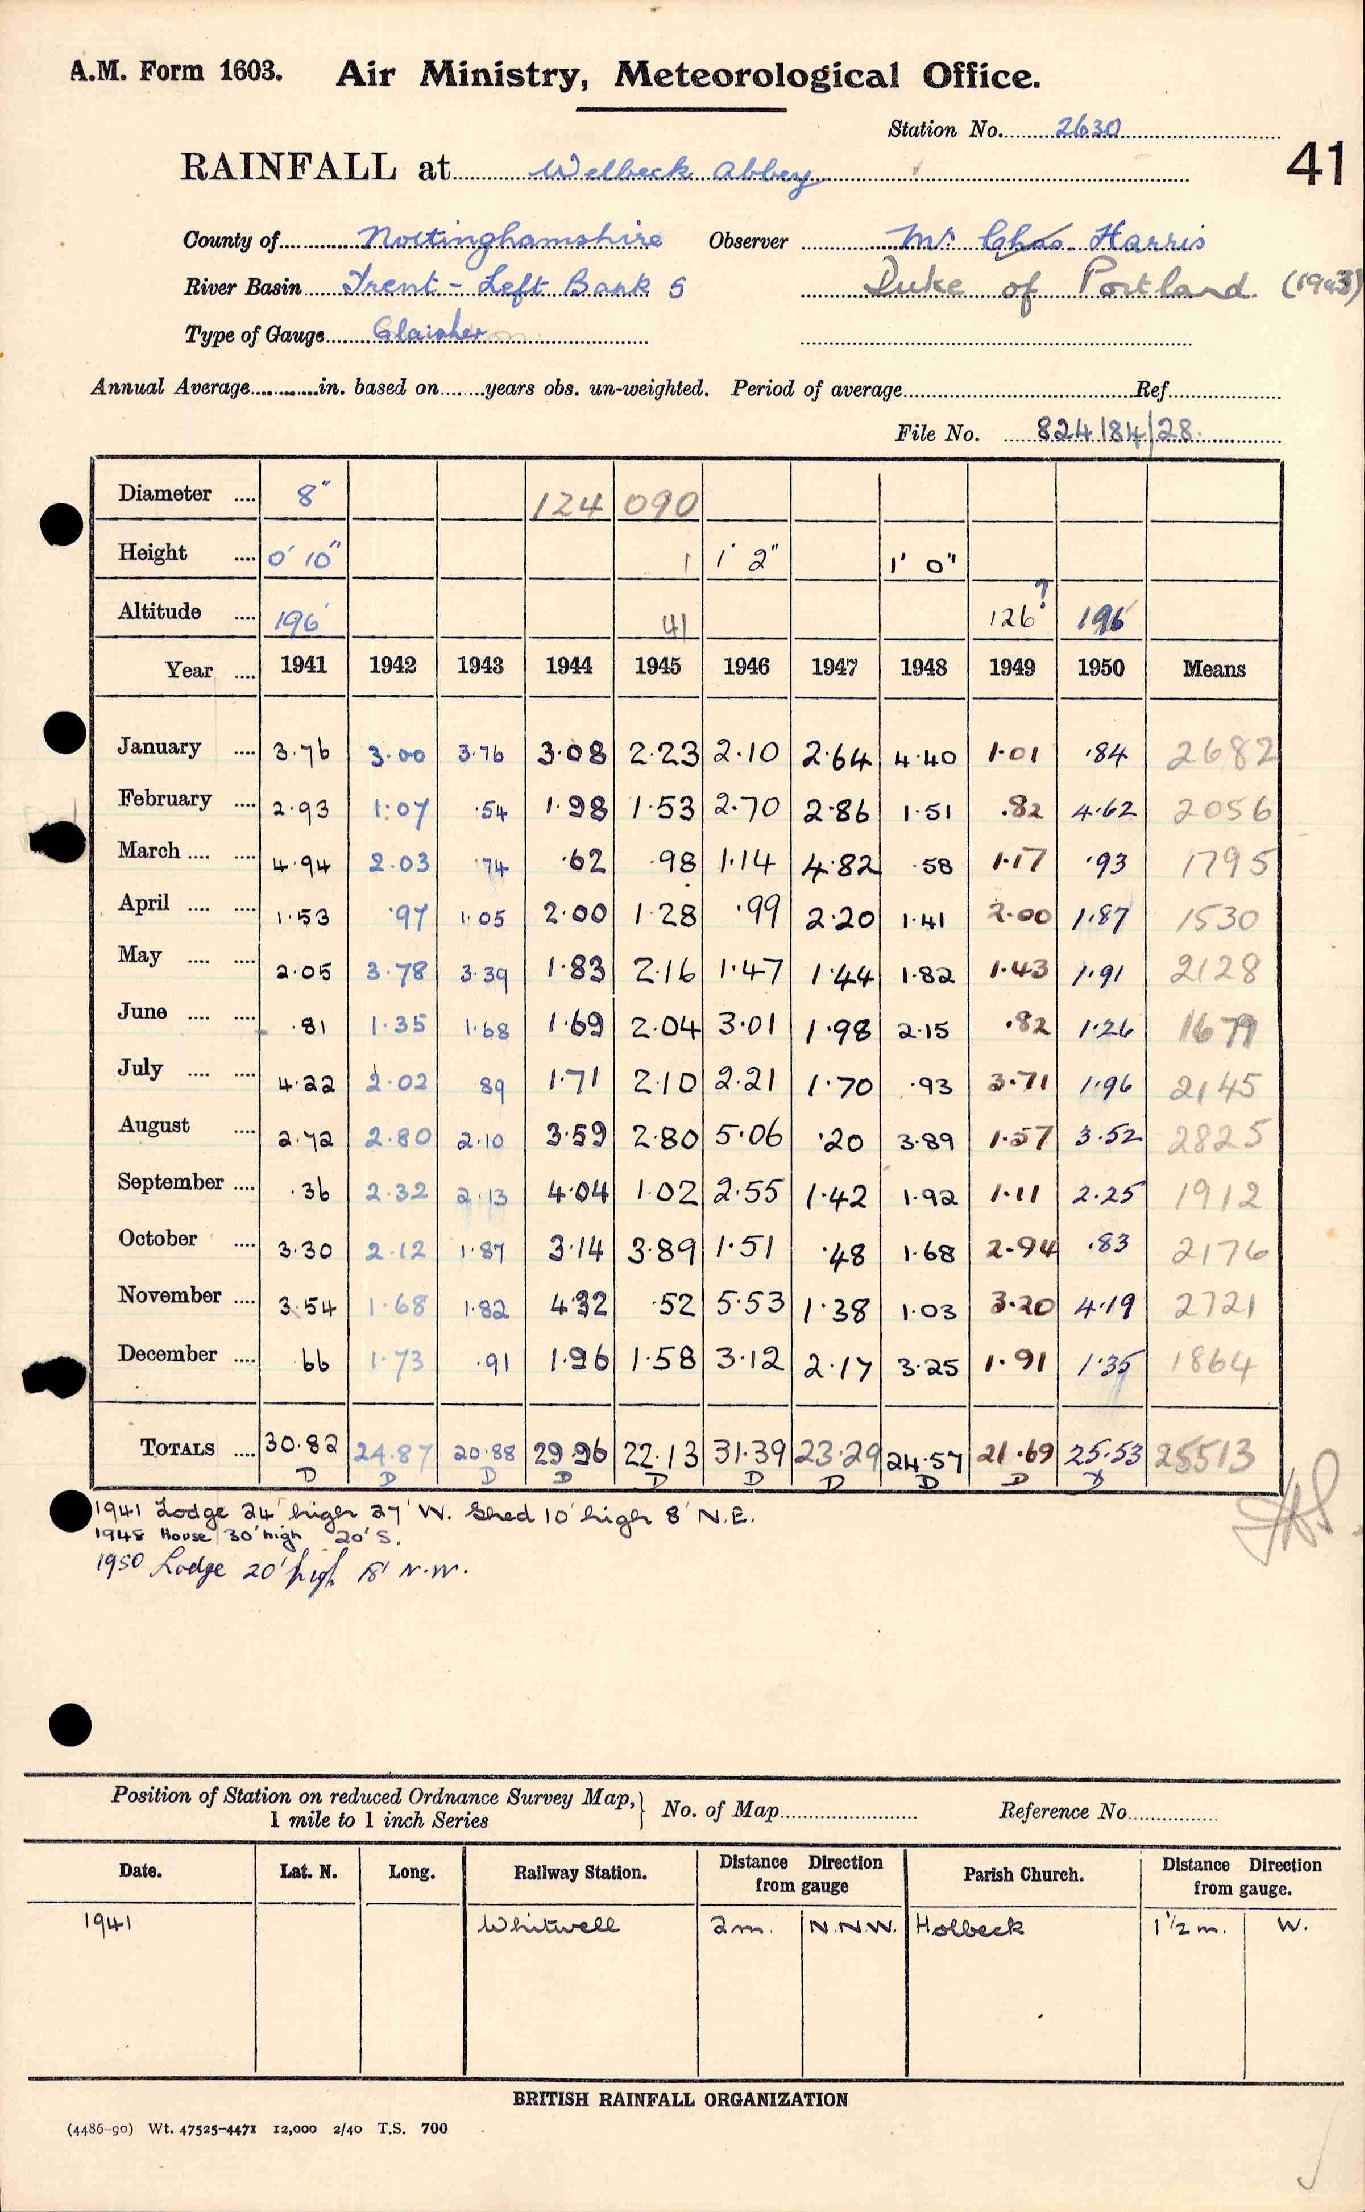 A.M. Form 1603. Air Ministry, Meteorological Office.
Station No. 2630
41
RAINFALL at Welbeck Abbey
County of Nottinghamshire Observer Mr. Chas. Harris
River Basin Trent - Left Bank 5 Duke of Portland (1943)
Type of Gauge Glaisher
Annual Average in. based on years obs. un-weighted. Period of average Ref
File No. 824184/28
Diameter .... 8" 124 090
Height .... 0' 10" 1 1' 2" 1' 0"
Altitude .... 196' 41 126? 196'
Year .... 1941 1942 1943 1944 1945 1946 1947 1948 1949 1950 Means
January .... 3.76 3.00 3.76 3.08 2.23 2.10 2.64 4.40 1.01 .84 2682
February .... 2.93 1.07 .54 1.98 1.53 2.70 2.86 1.51 .82 4.62 2056
March .... .... 4.94 2.03 .74 .62 .98 1.14 4.82 .58 1.17 .93 1795
April .... .... 1.53 .97 1.05 2.00 1.28 .99 2.20 1.41 2.00 1.87 1530
May .... .... 2.05 3.78 3.39 1.83 2.16 1.47 1.44 1.82 1.43 1.91 2128
June .... .... .81 1.35 1.68 1.69 2.04 3.01 1.98 2.15 .82 1.26 1679
July .... .... 4.22 2.02 .89 1.71 2.10 2.21 1.70 .93 3.71 1.96 2145
August .... 2.72 2.80 2.10 3.59 2.80 5.06 .20 3.89 1.57 3.52 2825
September .... .36 2.32 2.13 4.04 1.02 2.55 1.42 1.92 1.11 2.25 1912
October .... 3.30 2.12 1.87 3.14 3.89 1.51 .48 1.68 2.94 .83 2176
November .... 3.54 1.68 1.82 4.32 .52 5.53 1.38 1.03 3.20 4.19 2721
December .... .66 1.73 .91 1.96 1.58 3.12 2.17 3.25 1.91 1.35 1864
TOTALS .... 30.82 24.87 20.88 29.96 22.13 31.39 23.29 24.57 21.69 25.53 25513
D D D D D D D D D D
1941 Lodge 24' high 27' W. Shed 10' high 8' N.E.
1948 House 30' high 20' S.
1950 Lodge 20' high 18' N.W.
Position of Station on reduced Ordnance Survey Map, 1 mile to 1 inch Series } No. of Map Reference No.
Date. Lat. N. Long. Railway Station. Distance Direction from gauge Parish Church. Distance Direction from gauge.
1941 Whitwell 2 m. N.N.W. Holbeck 1 1/2 m. W.
BRITISH RAINFALL ORGANIZATION
(4486-90) Wt. 47525-4471 12,000 2/40 T.S. 700